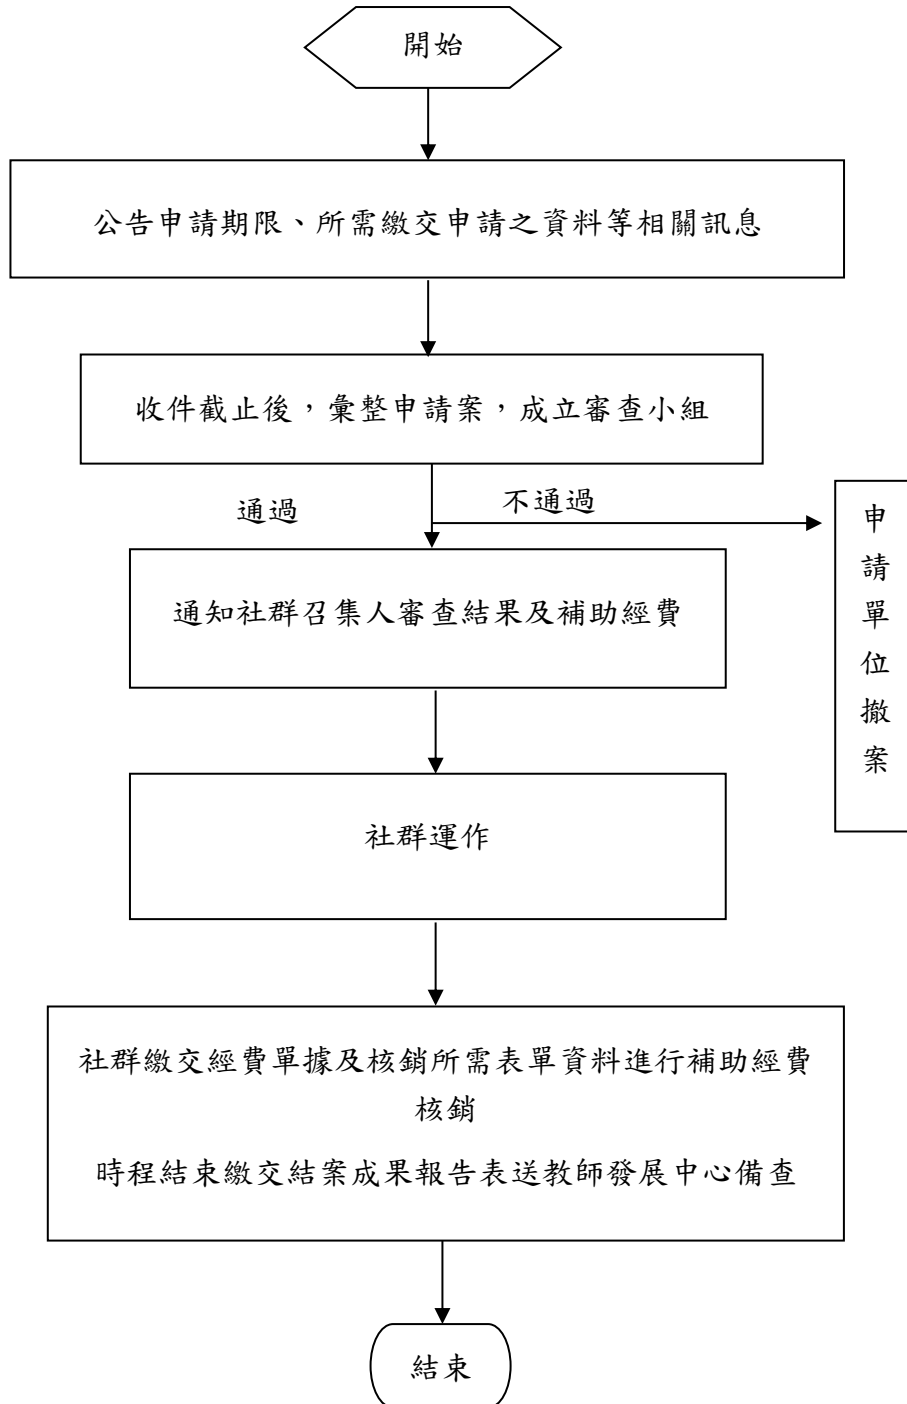 開始
公告申請期限、所需繳交申請之資料等相關訊息
收件截止後，彙整申請案，成立審查小組
通過
不通過
申請單位撤案
通知社群召集人審查結果及補助經費
社群運作
社群繳交經費單據及核銷所需表單資料進行補助經費
核銷
時程結束繳交結案成果報告表送教師發展中心備查
結束